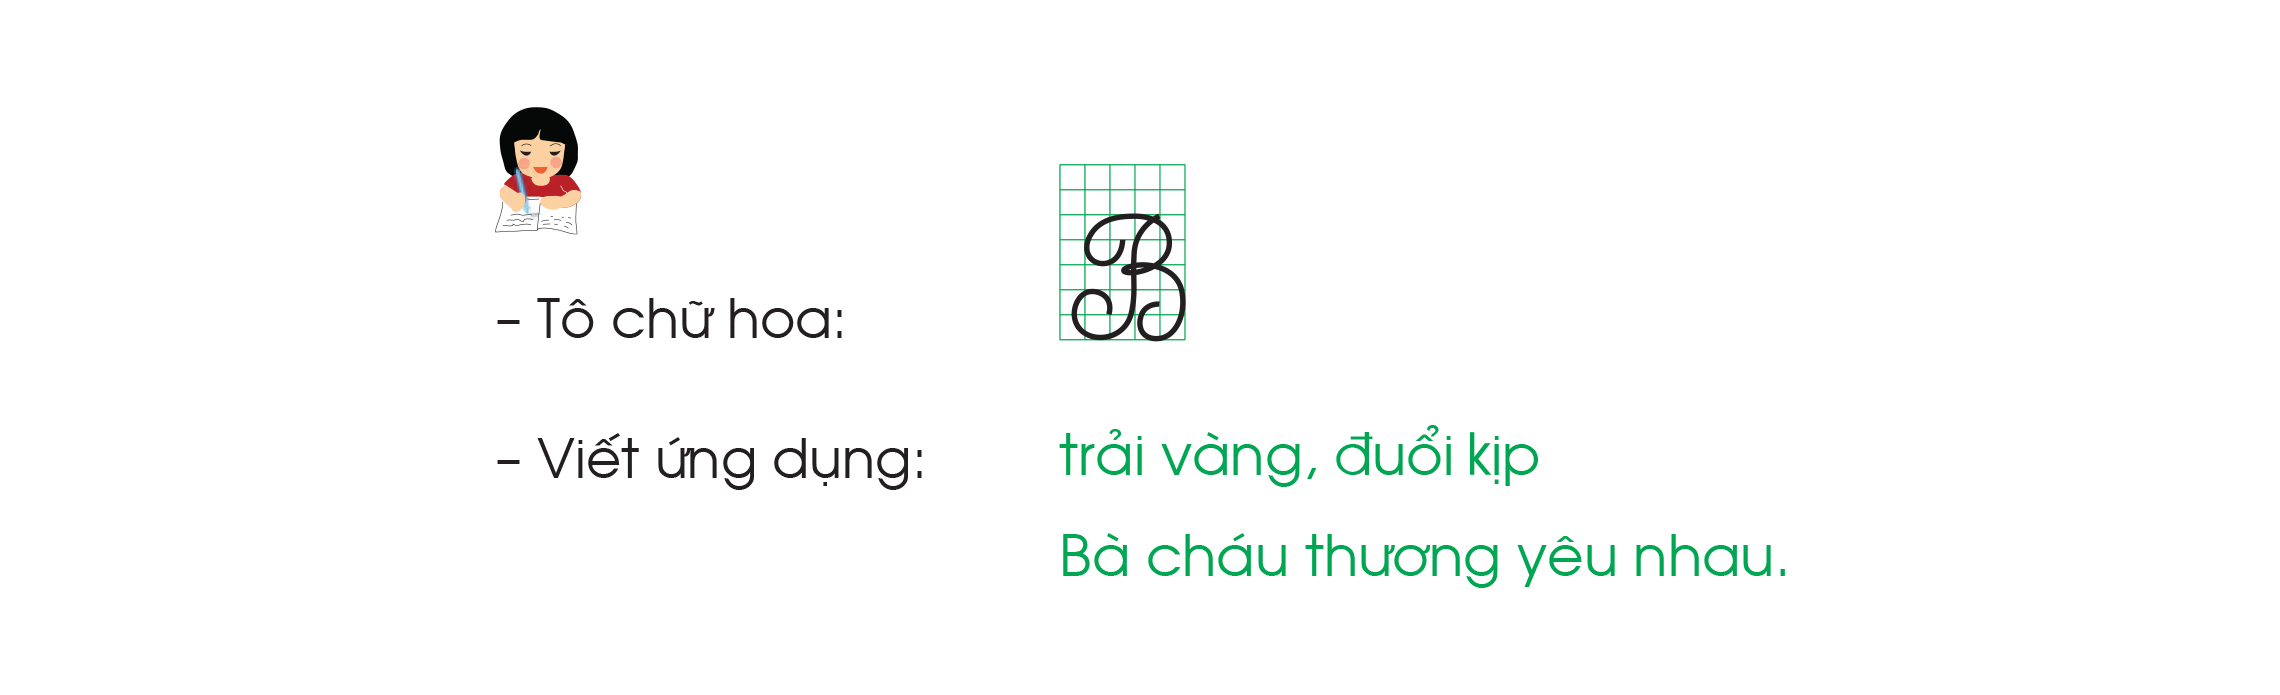 – Tô chữ hoa: B
– Viết ứng dụng: trải vàng, đuổi kịp
Bà cháu thương yêu nhau.